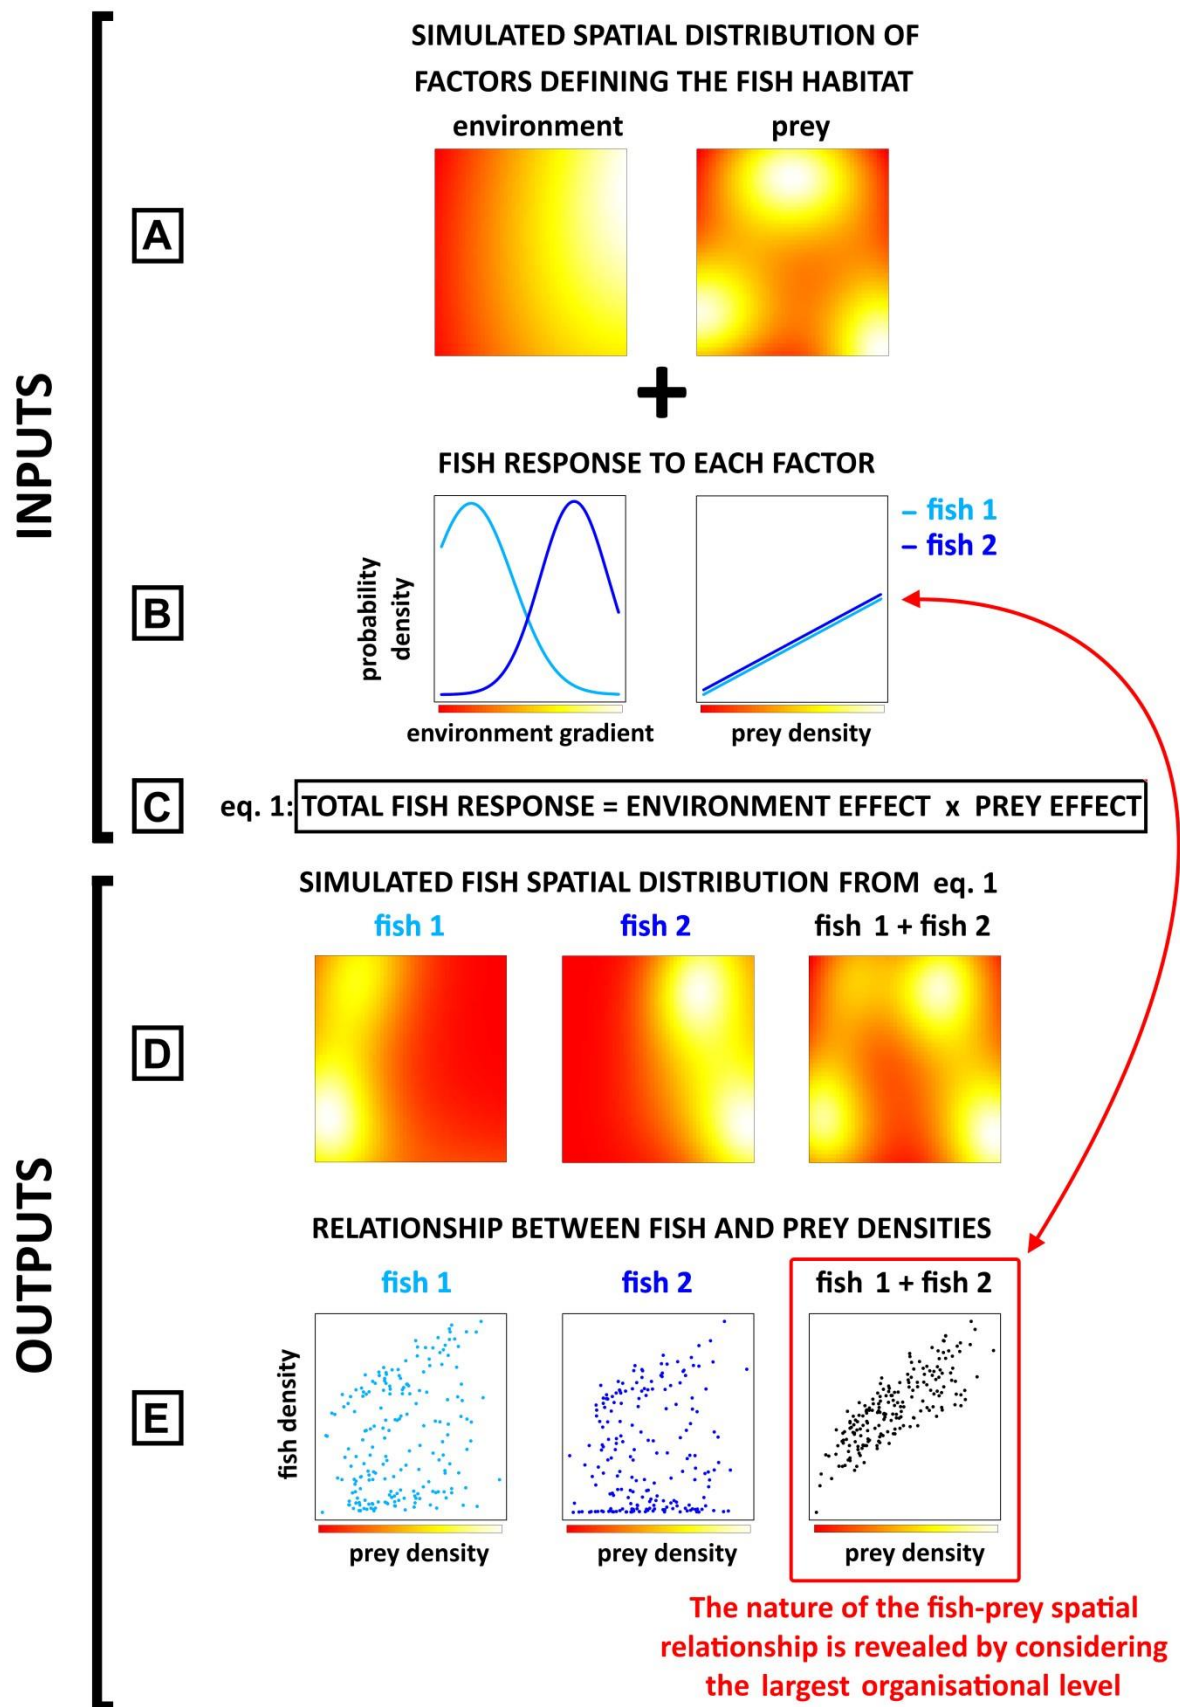 SIMULATED SPATIAL DISTRIBUTION OF
FACTORS DEFINING THE FISH HABITAT
environment
prey
A
+
INPUTS
FISH RESPONSE TO EACH FACTOR
– fish 1
– fish 2
B
probability
density
environment gradient
prey density
C
eq. 1: TOTAL FISH RESPONSE = ENVIRONMENT EFFECT x PREY EFFECT
SIMULATED FISH SPATIAL DISTRIBUTION FROM eq. 1
fish 1
fish 2
fish 1 + fish 2
D
OUTPUTS
RELATIONSHIP BETWEEN FISH AND PREY DENSITIES
fish 1
fish 2
fish 1 + fish 2
E
fish density
prey density
prey density
prey density
The nature of the fish-prey spatial
relationship is revealed by considering
the largest organisational level